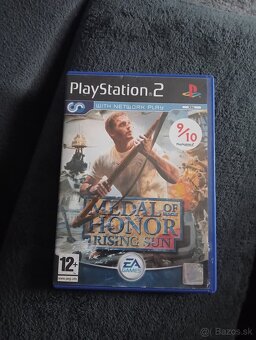 PlayStation 2
WITH NETWORK PLAY
9/10
MEDAL OF
HONOR
RISING SUN
12+
EA
GAMES
Bazos.sk